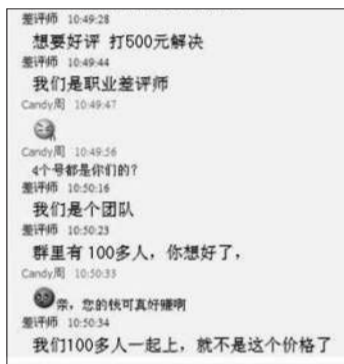 差评师 10:49:28
想要好评 打500元解决
差评师 10:49:44
我们是职业差评师
Candy周 10:49:47
Candy周 10:49:56
4个号都是你们的?
差评师 10:50:16
我们是个团队
差评师 10:50:23
群里有 100多人，你想好了，
Candy周 10:50:33
亲，您的钱可真好赚啊
差评师 10:50:34
我们100多人一起上，就不是这个价格了